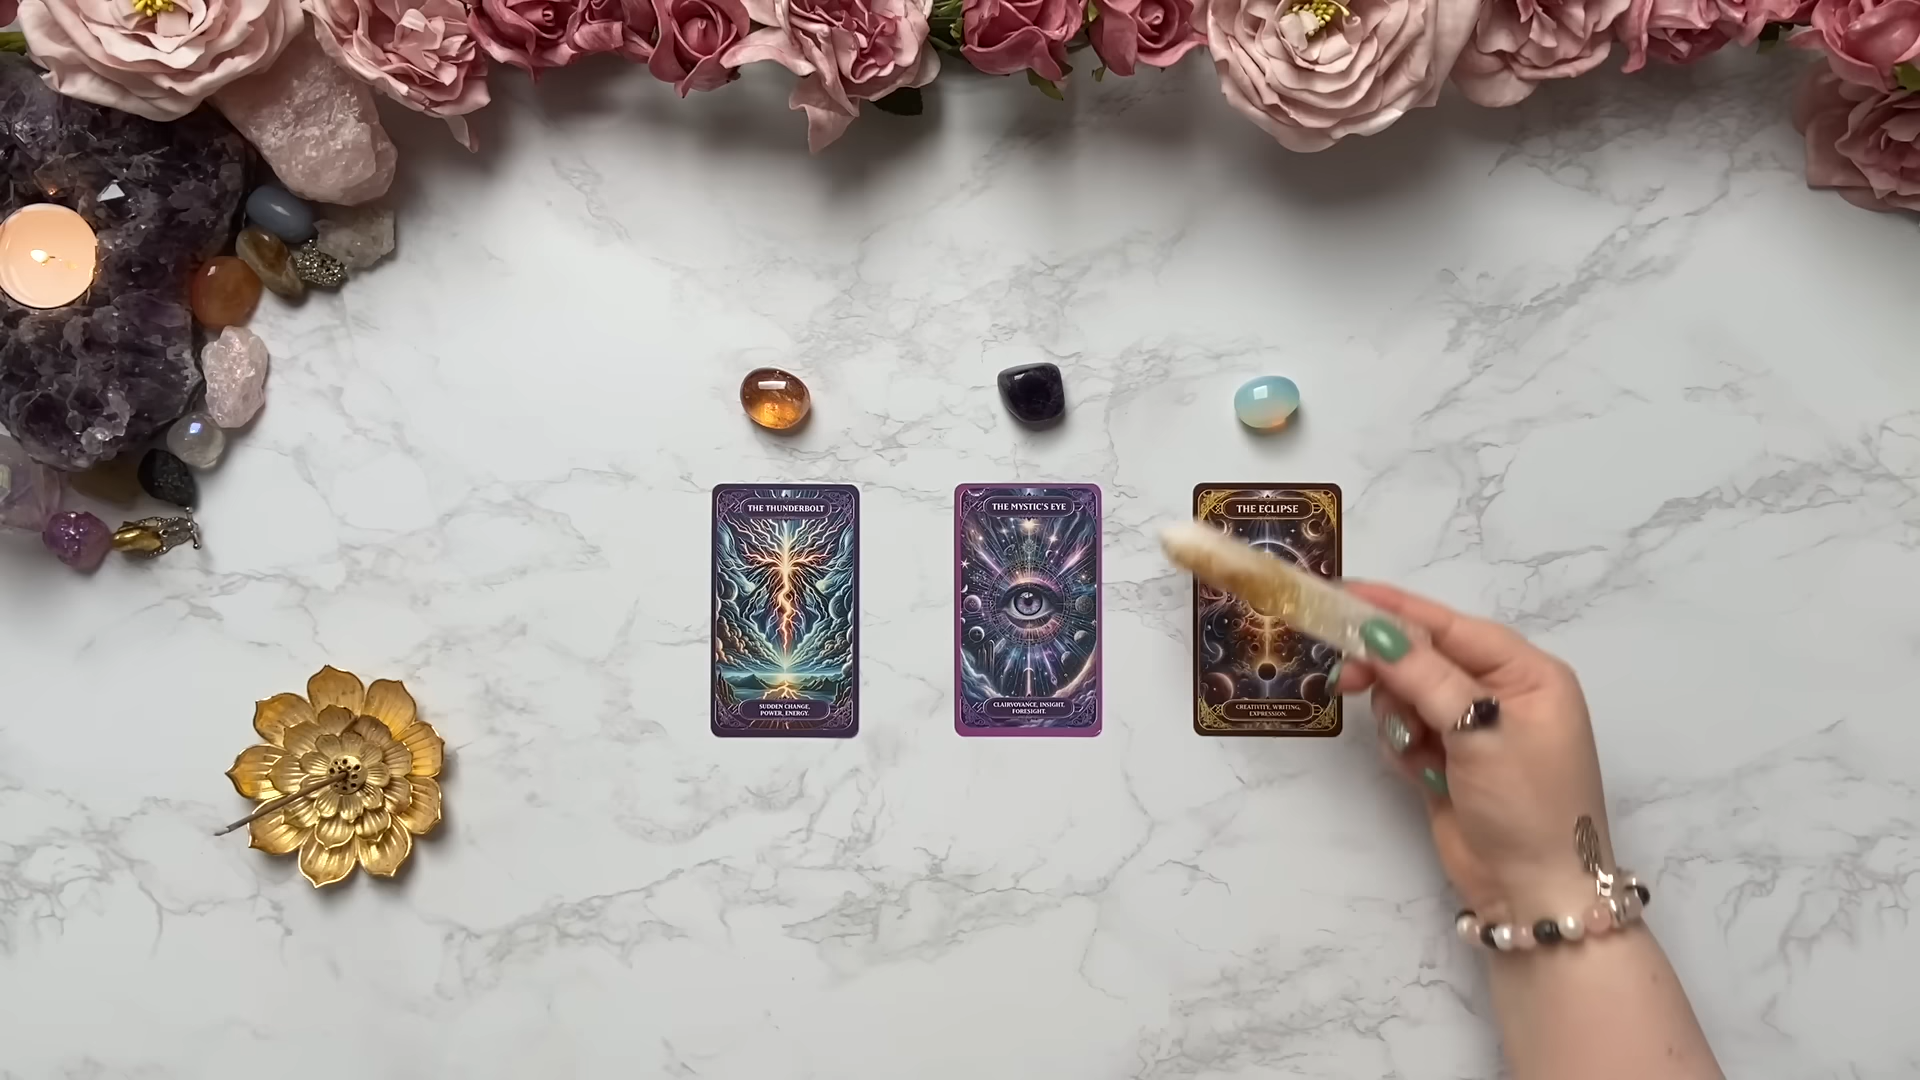 THE THUNDERBOLT
SUDDEN CHANGE,
POWER, ENERGY.
THE MYSTIC'S EYE
CLAIRVOYANCE, INSIGHT,
FORESIGHT.
THE ECLIPSE
CREATIVITY, WRITING,
EXPRESSION.